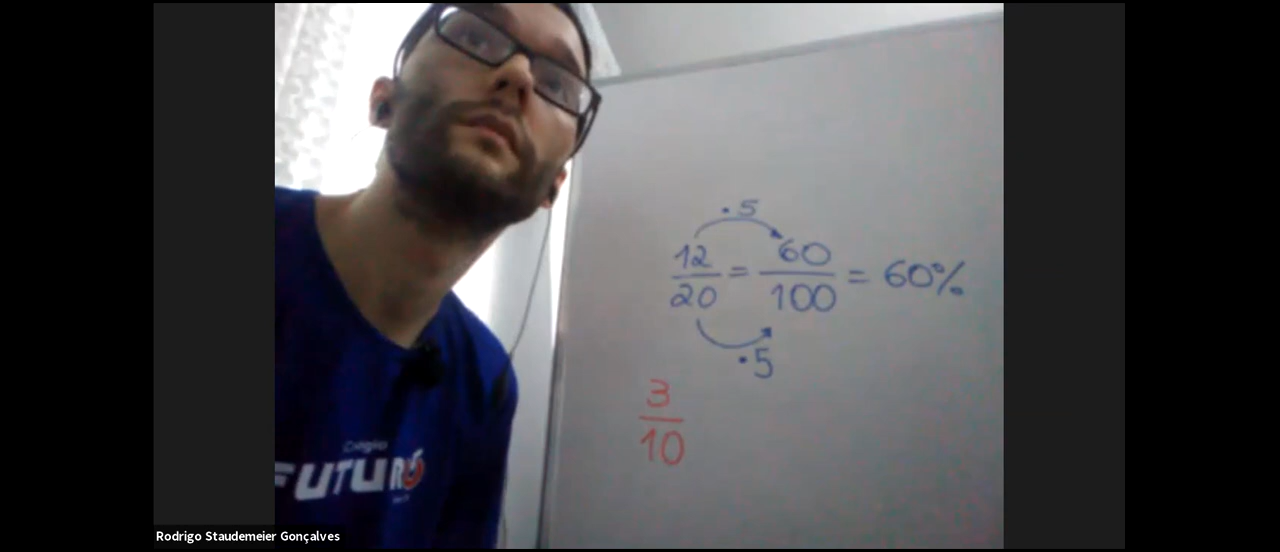 · 5
12/20 = 60/100 = 60%
· 5
3/10
Colégio
FUTURO
Rodrigo Staudemeier Gonçalves